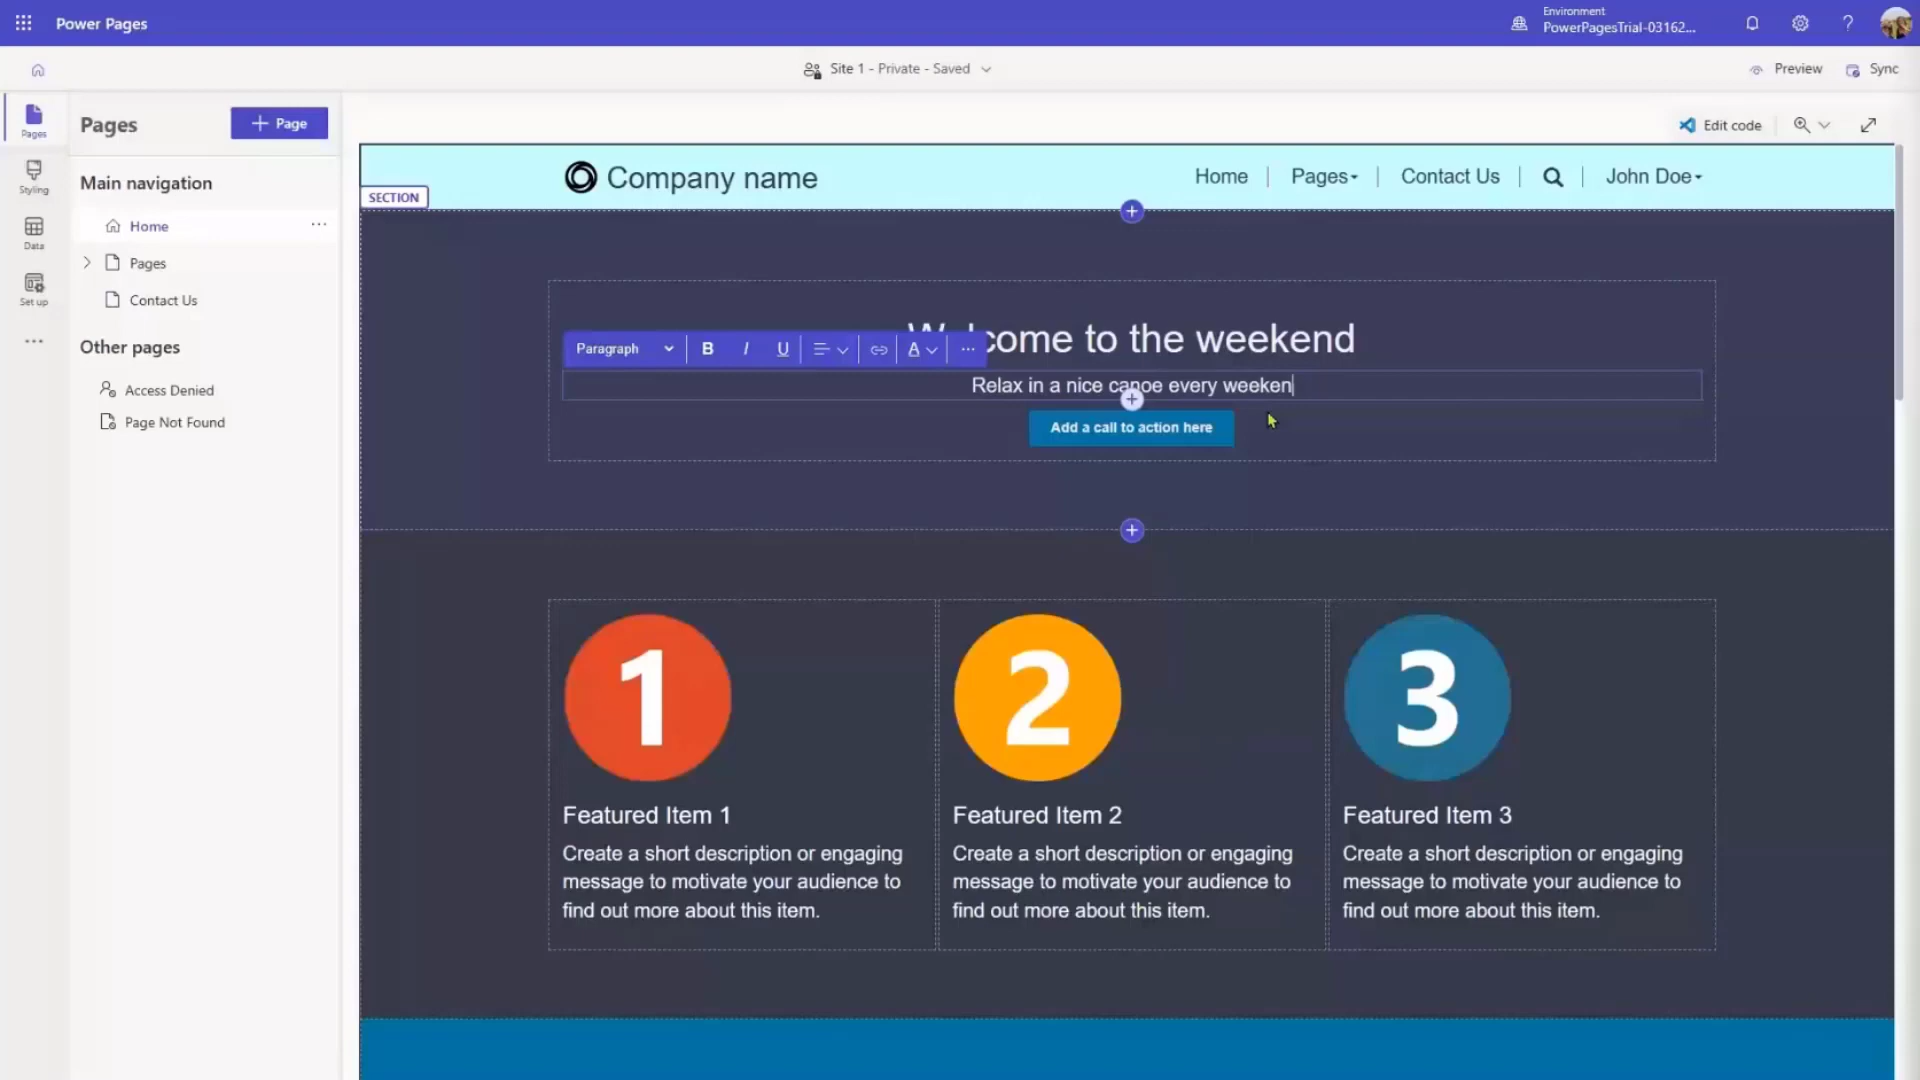 Power Pages
Environment
PowerPagesTrial-03162...
?
Site 1 - Private - Saved
Preview
Sync
Pages
Styling
Data
Set up
...
Pages
+ Page
Main navigation
Home
...
Pages
Contact Us
Other pages
Access Denied
Page Not Found
Edit code
SECTION
Company name
Home | Pages | Contact Us | John Doe
Paragraph B I U A ...
Welcome to the weekend
Relax in a nice canoe every weeken
Add a call to action here
1
Featured Item 1
Create a short description or engaging
message to motivate your audience to
find out more about this item.
2
Featured Item 2
Create a short description or engaging
message to motivate your audience to
find out more about this item.
3
Featured Item 3
Create a short description or engaging
message to motivate your audience to
find out more about this item.